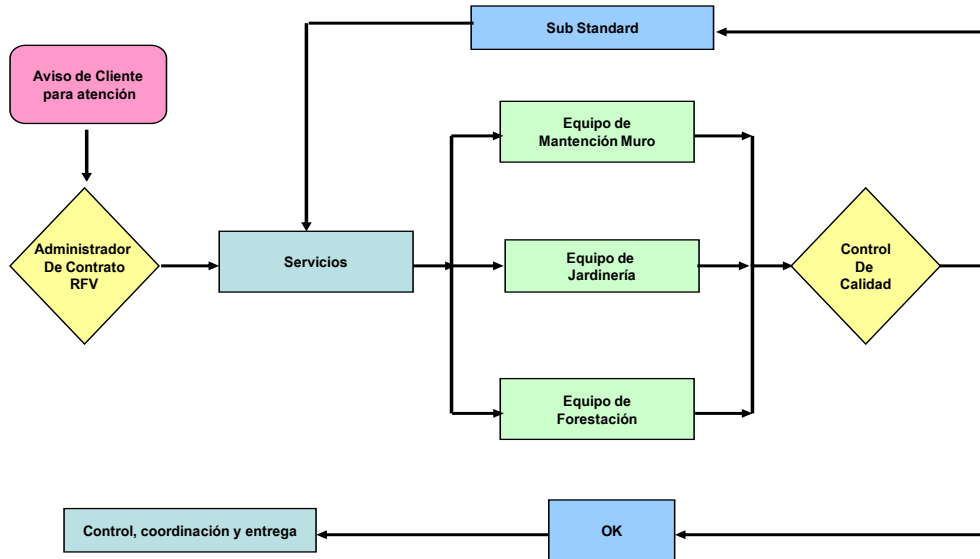 Sub Standard
Aviso de Cliente
para atención
Equipo de
Mantención Muro
Administrador
De Contrato
RFV
Servicios
Equipo de
Jardinería
Control
De
Calidad
Equipo de
Forestación
Control, coordinación y entrega
OK